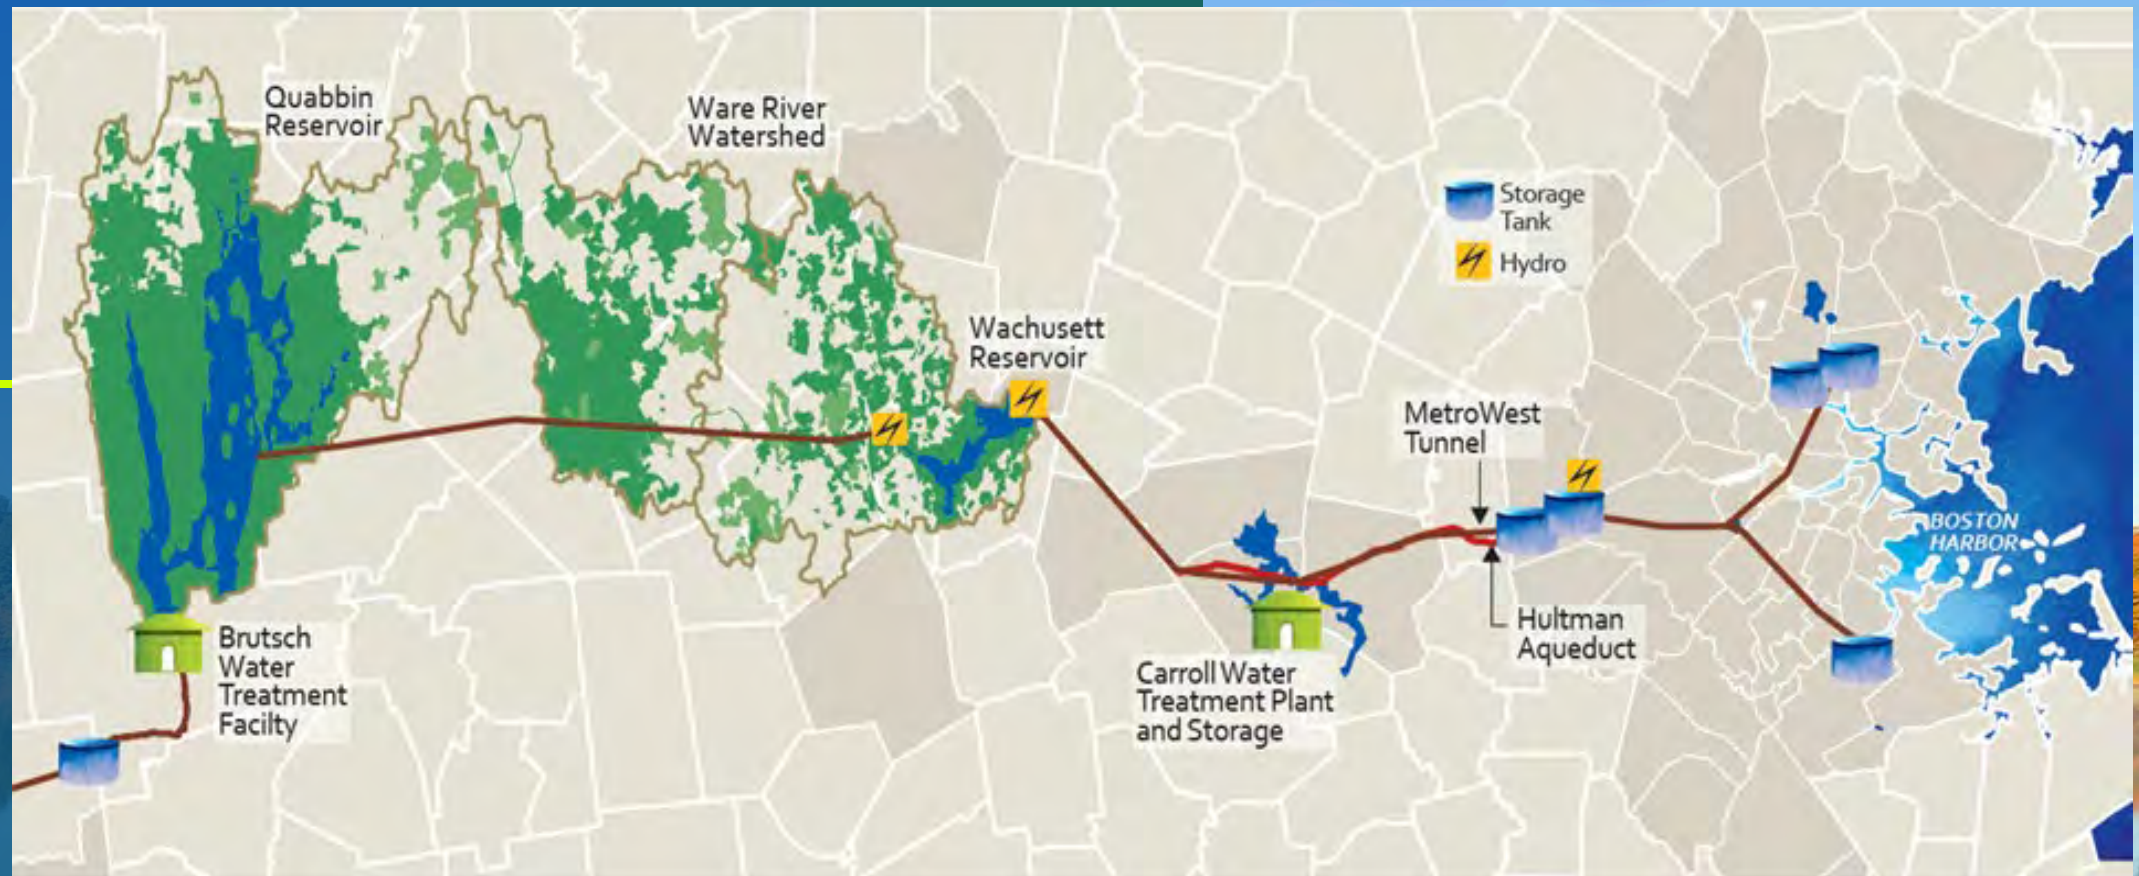 Quabbin
Reservoir
Ware River
Watershed
Storage
Tank
Hydro
Wachusett
Reservoir
MetroWest
Tunnel
BOSTON
HARBOR
Hultman
Aqueduct
Brutsch
Water
Treatment
Facilty
Carroll Water
Treatment Plant
and Storage